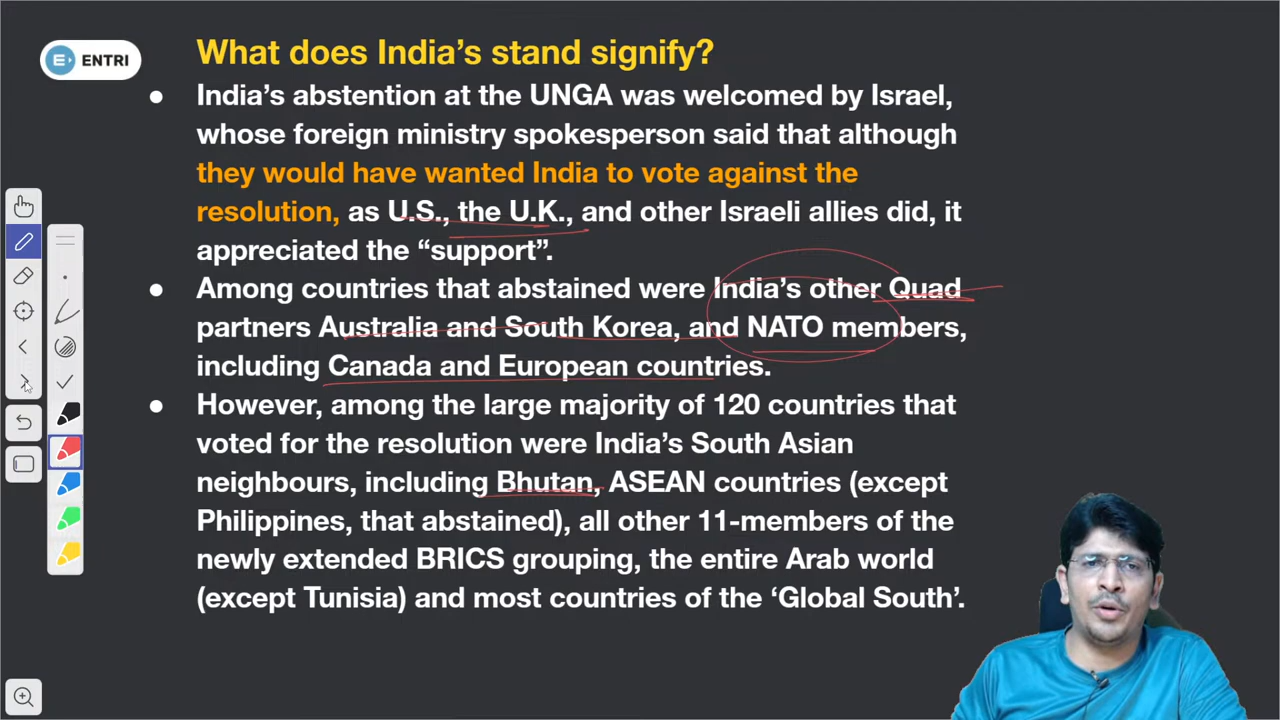 ENTRI
What does India’s stand signify?
India’s abstention at the UNGA was welcomed by Israel,
whose foreign ministry spokesperson said that although
they would have wanted India to vote against the
resolution, as U.S., the U.K., and other Israeli allies did, it
appreciated the “support”.
Among countries that abstained were India’s other Quad
partners Australia and South Korea, and NATO members,
including Canada and European countries.
However, among the large majority of 120 countries that
voted for the resolution were India’s South Asian
neighbours, including Bhutan, ASEAN countries (except
Philippines, that abstained), all other 11-members of the
newly extended BRICS grouping, the entire Arab world
(except Tunisia) and most countries of the ‘Global South’.